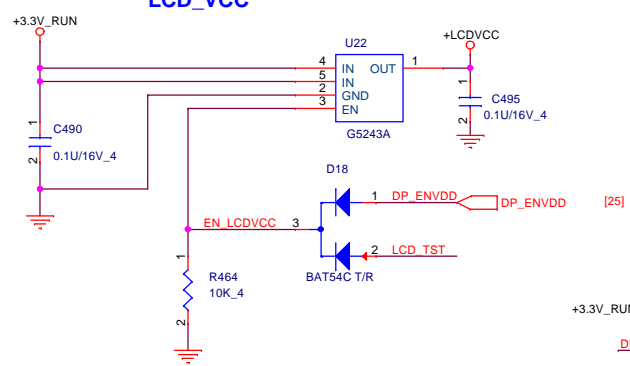 LCD_VCC
+3.3V_RUN
U22
+LCDVCC
4 IN OUT 1
5 IN
2 GND
3 EN
G5243A
1
C490
0.1U/16V_4
2
1
C495
0.1U/16V_4
2
D18
1 DP_ENVDD DP_ENVDD [25]
EN_LCDVCC 3
2 LCD_TST
BAT54C T/R
1
R464
10K_4
2
+3.3V_RUN